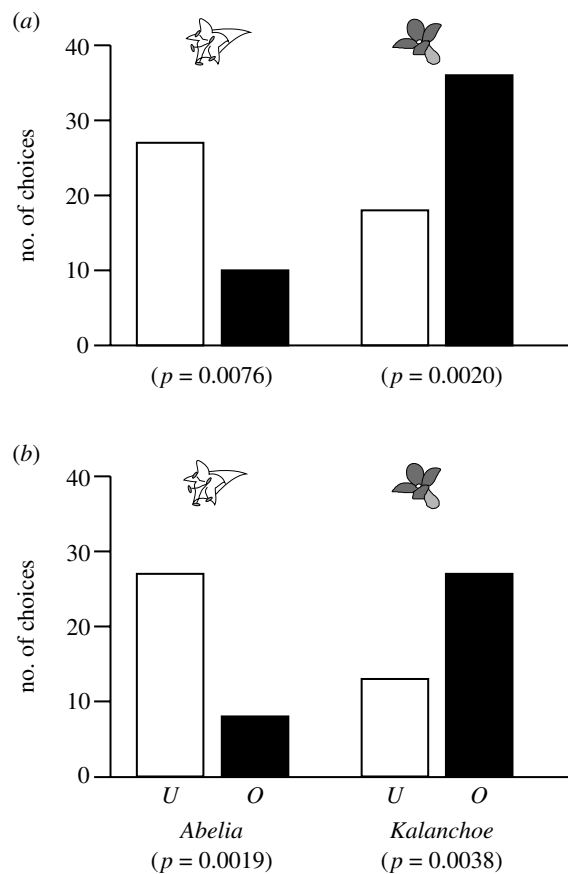 (a)
40
30
20
10
0
no. of choices
(p = 0.0076) (p = 0.0020)
(b)
40
30
20
10
0
no. of choices
U O U O
Abelia Kalanchoe
(p = 0.0019) (p = 0.0038)